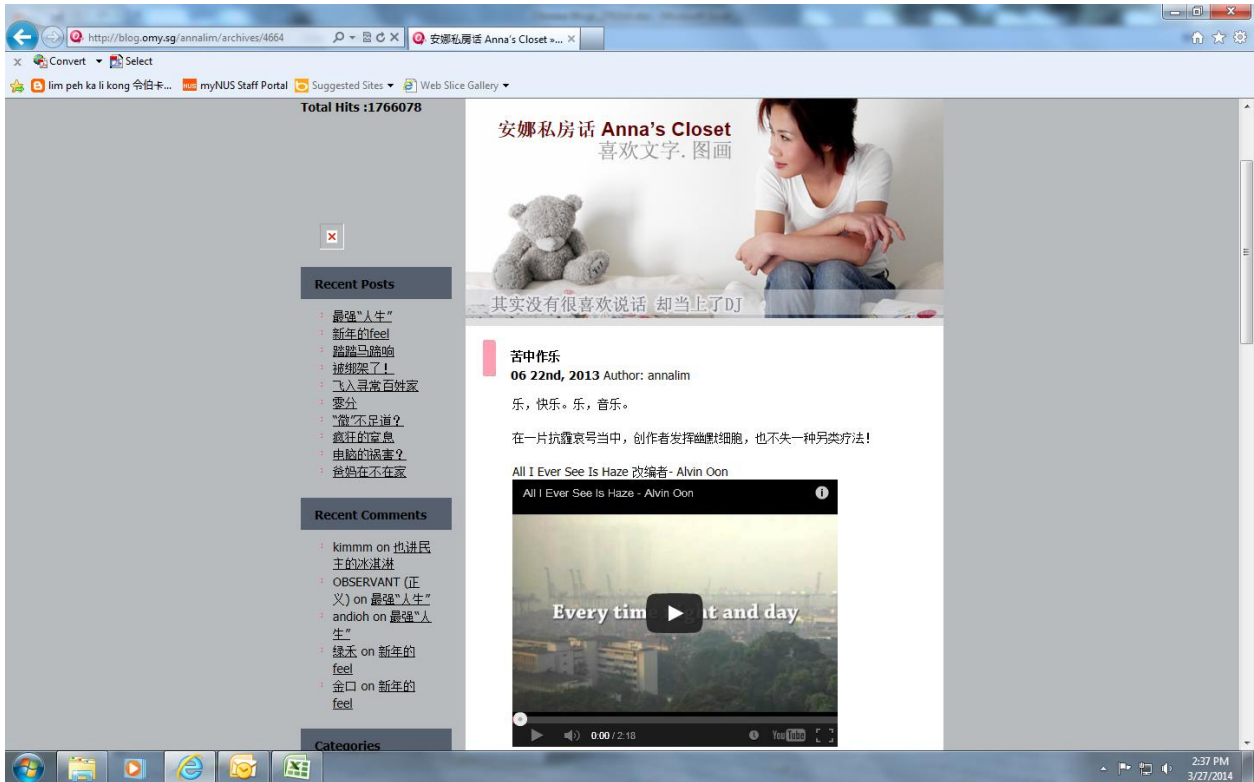 http://blog.omy.sg/annalim/archives/4664
安娜私房话 Anna's Closet »...
x Convert Select
lim peh ka li kong 令伯卡... myNUS Staff Portal Suggested Sites Web Slice Gallery
Total Hits :1766078
Recent Posts
最强"人生"
新年的feel
踏踏马蹄响
被绑架了!
飞入寻常百姓家
零分
"微"不足道?
疯狂的窒息
电脑的祸害?
爸妈在不在家
Recent Comments
kimmm on 也讲民
主的冰淇淋
OBSERVANT (正
义) on 最强"人生"
andioh on 最强"人
生"
绿禾 on 新年的
feel
金口 on 新年的
feel
Categories
安娜私房话 Anna's Closet
喜欢文字. 图画
其实没有很喜欢说话 却当上了DJ
苦中作乐
06 22nd, 2013 Author: annalim
乐，快乐。乐，音乐。
在一片抗霾哀号当中，创作者发挥幽默细胞，也不失一种另类疗法！
All I Ever See Is Haze 改编者- Alvin Oon
All I Ever See Is Haze - Alvin Oon
Every time and day
0:00 / 2:18
YouTube
2:37 PM
3/27/2014